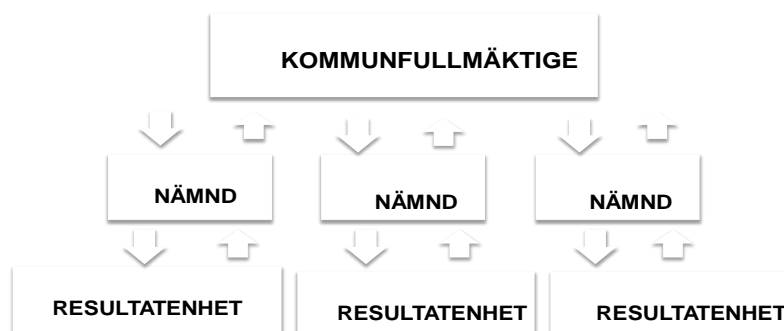 KOMMUNFULLMÄKTIGE
NÄMND NÄMND NÄMND
RESULTATENHET RESULTATENHET RESULTATENHET